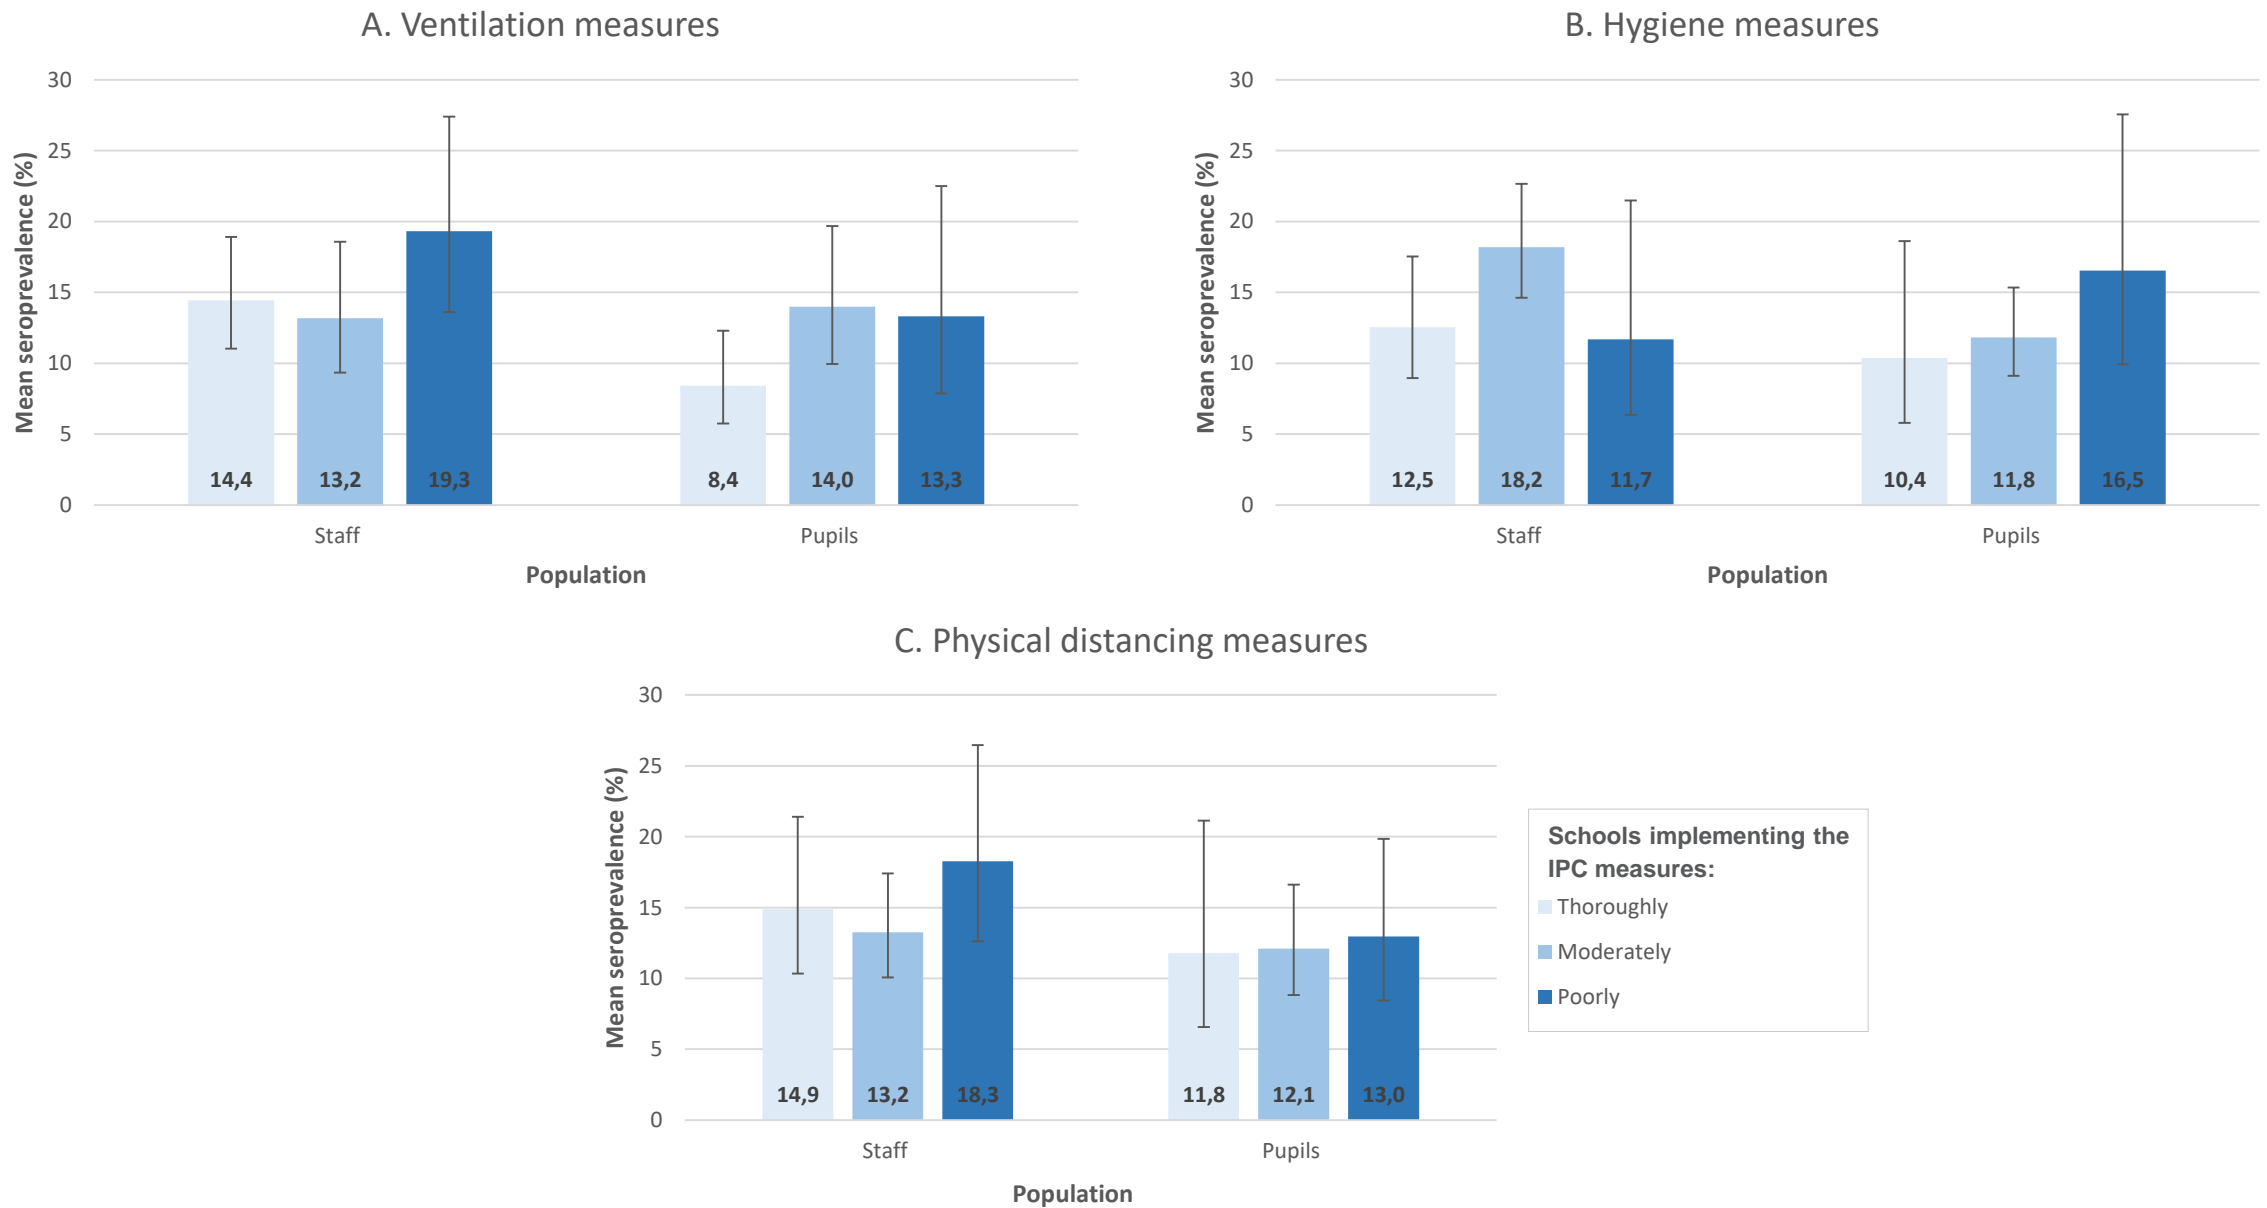 A. Ventilation measures
30
25
20
15
10
5
0
Mean seroprevalence (%)
14,4 13,2 19,3 8,4 14,0 13,3
Staff Pupils
Population
B. Hygiene measures
30
25
20
15
10
5
0
Mean seroprevalence (%)
12,5 18,2 11,7 10,4 11,8 16,5
Staff Pupils
Population
C. Physical distancing measures
30
25
20
15
10
5
0
Mean seroprevalence (%)
14,9 13,2 18,3 11,8 12,1 13,0
Staff Pupils
Population
Schools implementing the
IPC measures:
Thoroughly
Moderately
Poorly